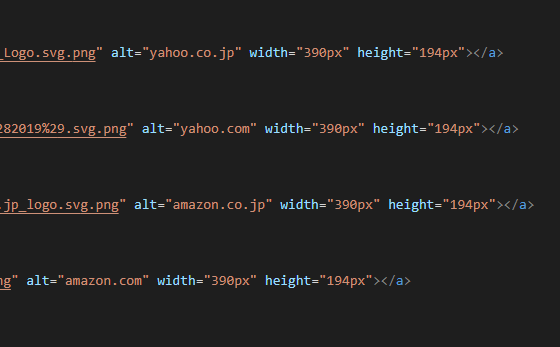 _Logo.svg.png" alt="yahoo.co.jp" width="390px" height="194px"></a>
282019%29.svg.png" alt="yahoo.com" width="390px" height="194px"></a>
.jp_logo.svg.png" alt="amazon.co.jp" width="390px" height="194px"></a>
ng" alt="amazon.com" width="390px" height="194px"></a>